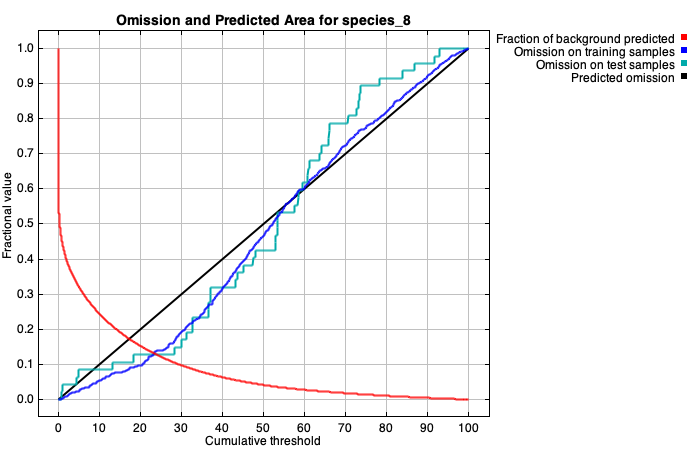 Omission and Predicted Area for species_8
Fraction of background predicted
Omission on training samples
Omission on test samples
Predicted omission
Fractional value
1.0
0.9
0.8
0.7
0.6
0.5
0.4
0.3
0.2
0.1
0.0
0 10 20 30 40 50 60 70 80 90 100
Cumulative threshold